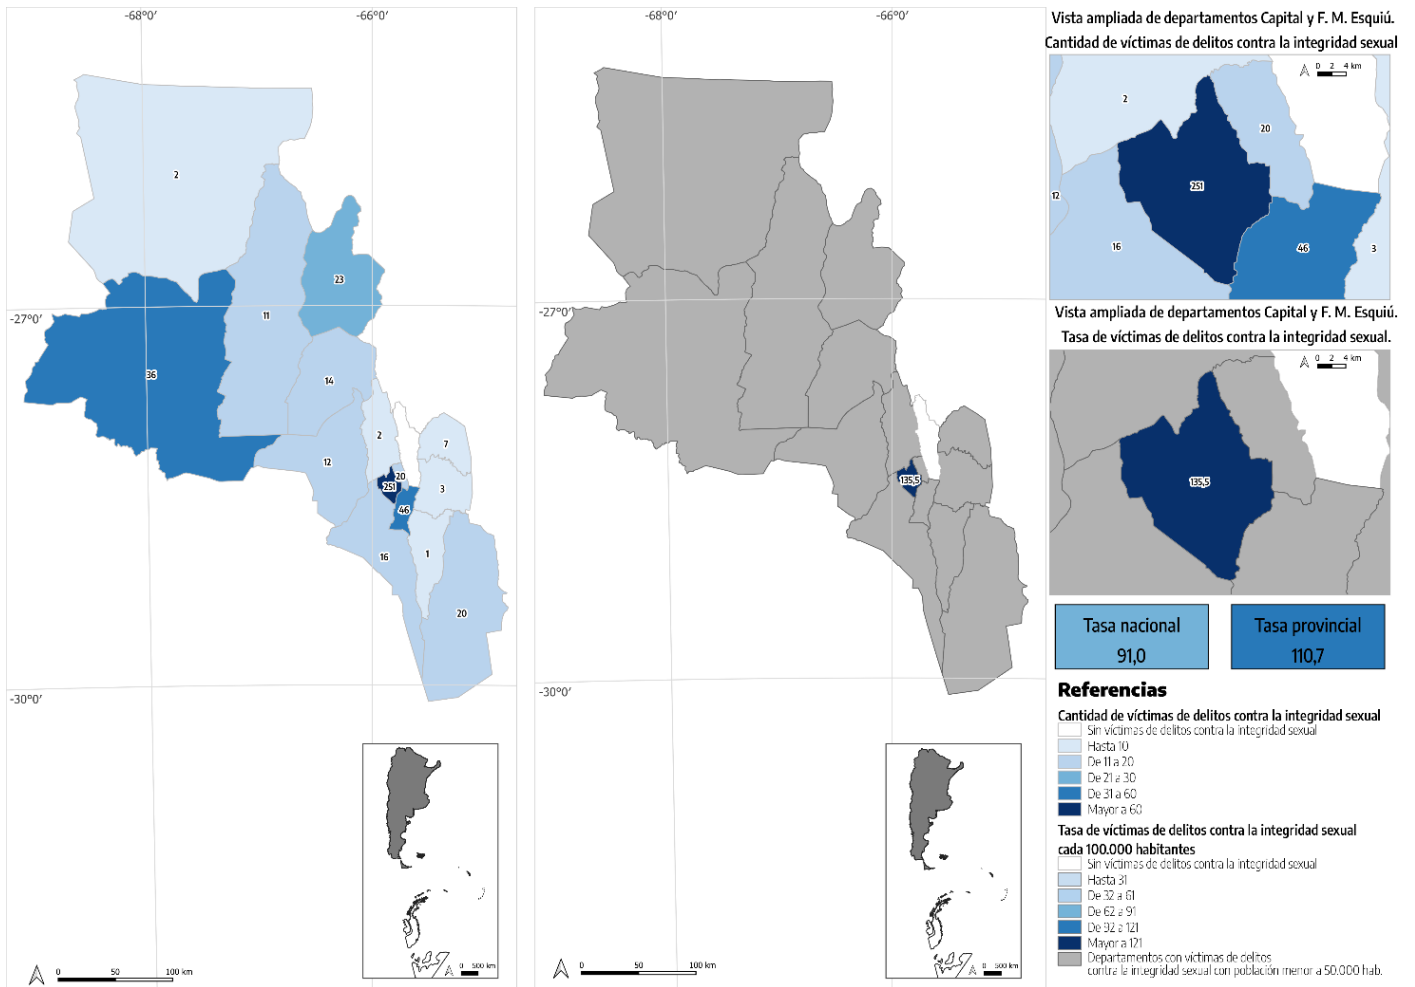 -68°0′
-66°0′
2
23
-27°0′
11
36
14
2
7
12
20
251
3
46
16
1
20
-30°0′
500 km
0 50 100 km
-68°0′
-66°0′
-27°0′
135,5
-30°0′
500 km
0 50 100 km
Vista ampliada de departamentos Capital y F. M. Esquiú.
Cantidad de víctimas de delitos contra la integridad sexual
0 2 4 km
2
20
251
12
16
46
3
Vista ampliada de departamentos Capital y F. M. Esquiú.
Tasa de víctimas de delitos contra la integridad sexual.
0 2 4 km
135,5
Tasa nacional
91,0
Tasa provincial
110,7
Referencias
Cantidad de víctimas de delitos contra la integridad sexual
Sin víctimas de delitos contra la integridad sexual
Hasta 10
De 11 a 20
De 21 a 30
De 31 a 60
Mayor a 60
Tasa de víctimas de delitos contra la integridad sexual
cada 100.000 habitantes
Sin víctimas de delitos contra la integridad sexual
Hasta 31
De 32 a 61
De 62 a 91
De 92 a 121
Mayor a 121
Departamentos con víctimas de delitos
contra la integridad sexual con población menor a 50.000 hab.